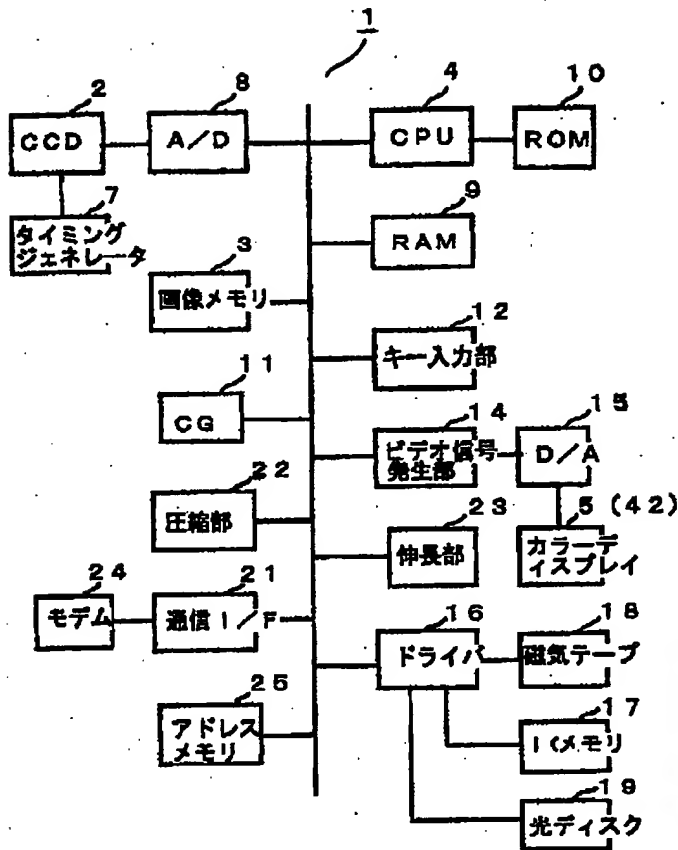 1
2
8
4
10
CCD
A/D
CPU
ROM
7
9
タイミング
ジェネレータ
RAM
3
画像メモリ
12
キー入力部
11
CG
14
ビデオ信号
発生部
15
D/A
22
圧縮部
23
伸長部
5(42)
カラーデ
ィスプレイ
24
モデム
21
通信I/F
16
ドライバ
18
磁気テープ
25
アドレス
メモリ
17
ICメモリ
19
光ディスク